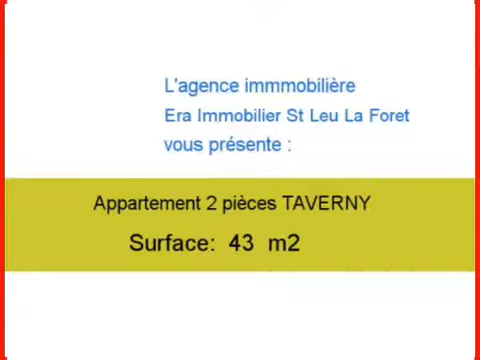 L'agence immmobilière
Era Immobilier St Leu La Foret
vous présente :
Appartement 2 pièces TAVERNY
Surface: 43 m2